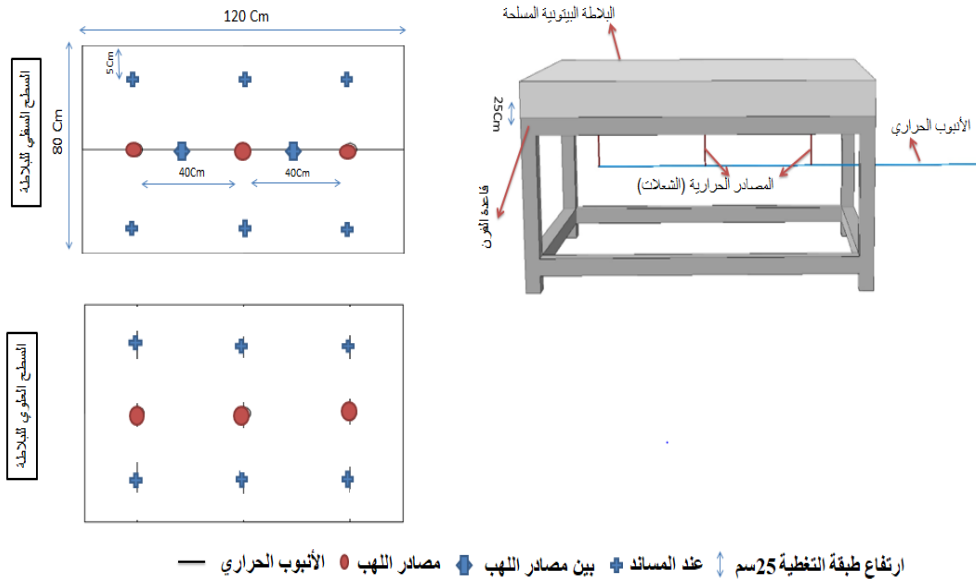 120 Cm
5Cm
السطح السفلي للبلاطة
80 Cm
40Cm
40Cm
البلاطة البيتونية المسلحة
25Cm
الأنبوب الحراري
المصادر الحرارية (الشعلات)
قاعدة الفرن
السطح العلوي للبلاطة
ارتفاع طبقة التغطية 25سم
عند المساند
بين مصادر اللهب
مصادر اللهب
الأنبوب الحراري